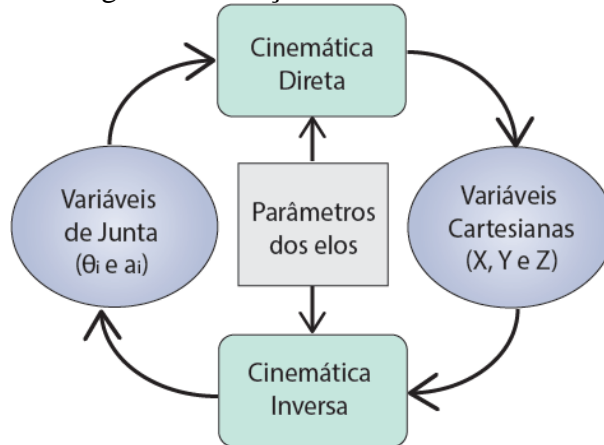 Cinemática
Direta
Variáveis
de Junta
(θi e ai)
Parâmetros
dos elos
Variáveis
Cartesianas
(X, Y e Z)
Cinemática
Inversa